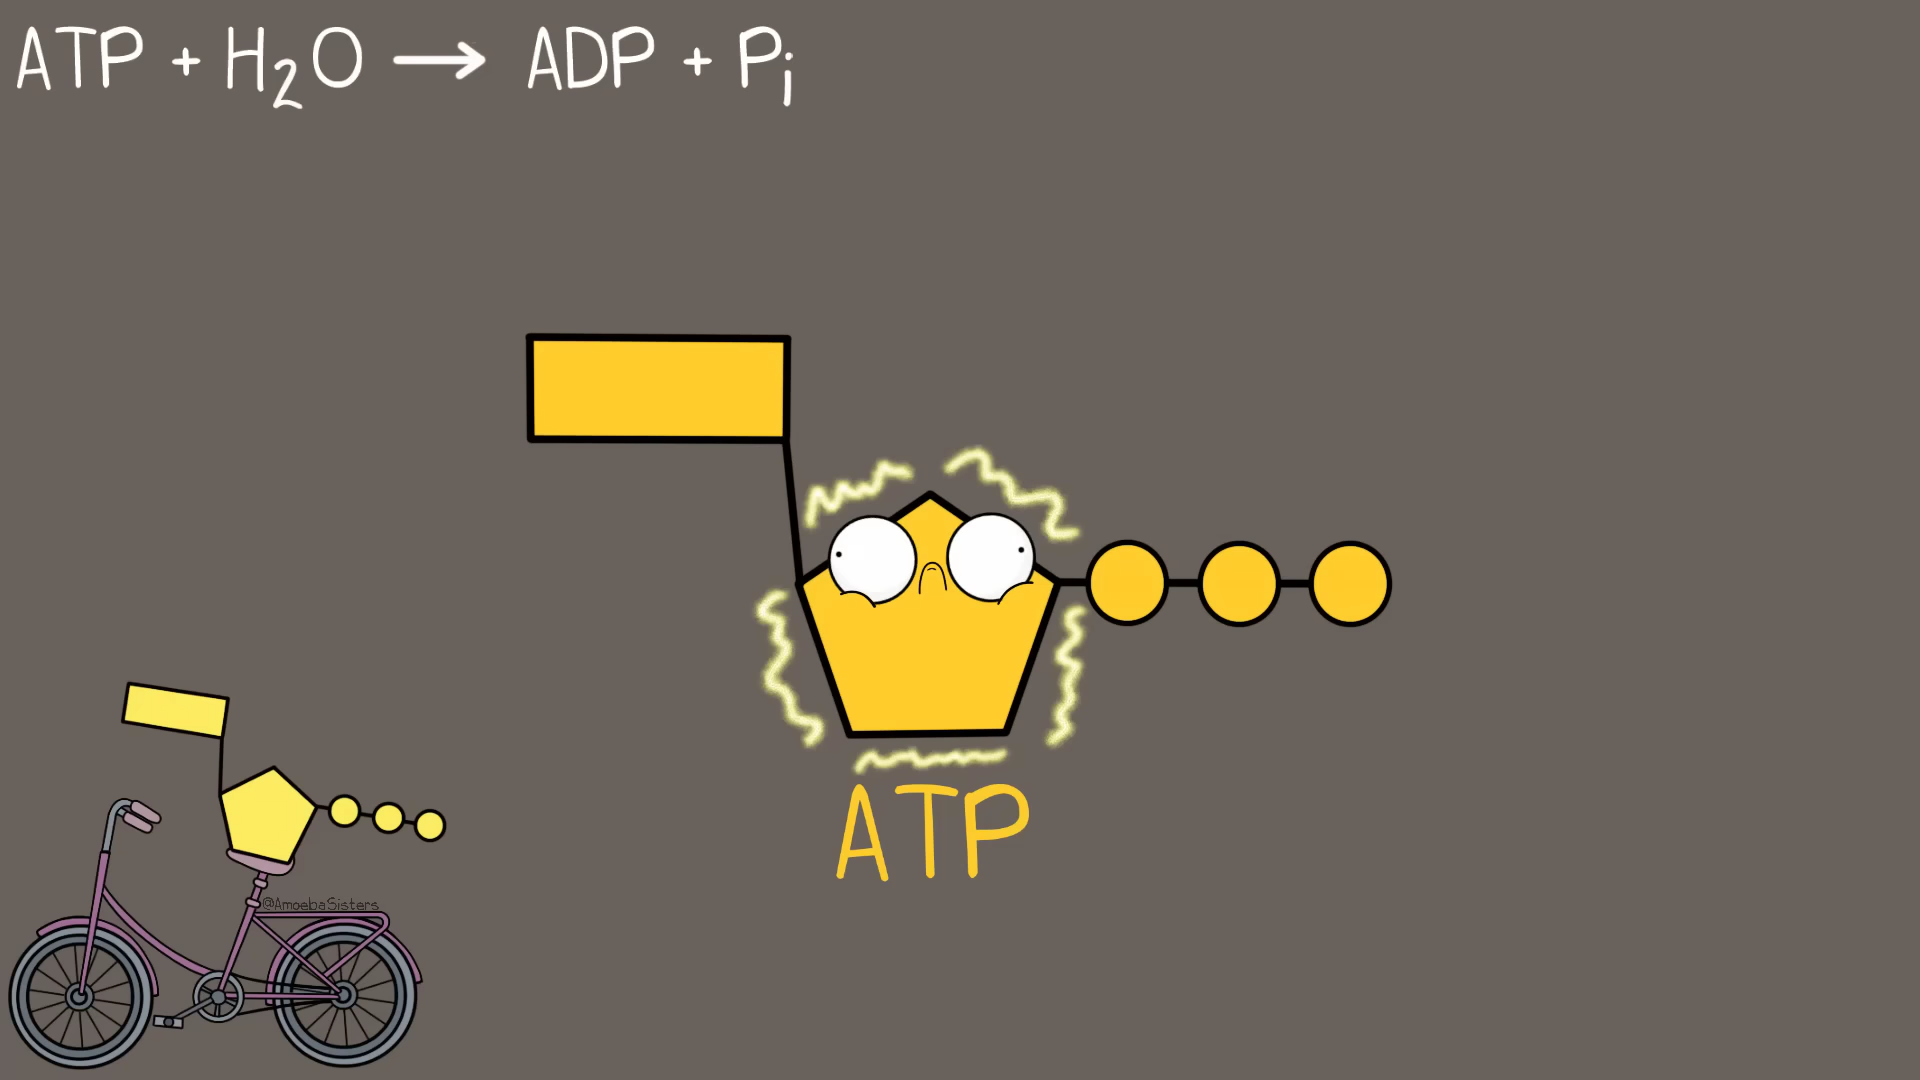 ATP + H₂O → ADP + Pi
ATP
@AmoebaSisters